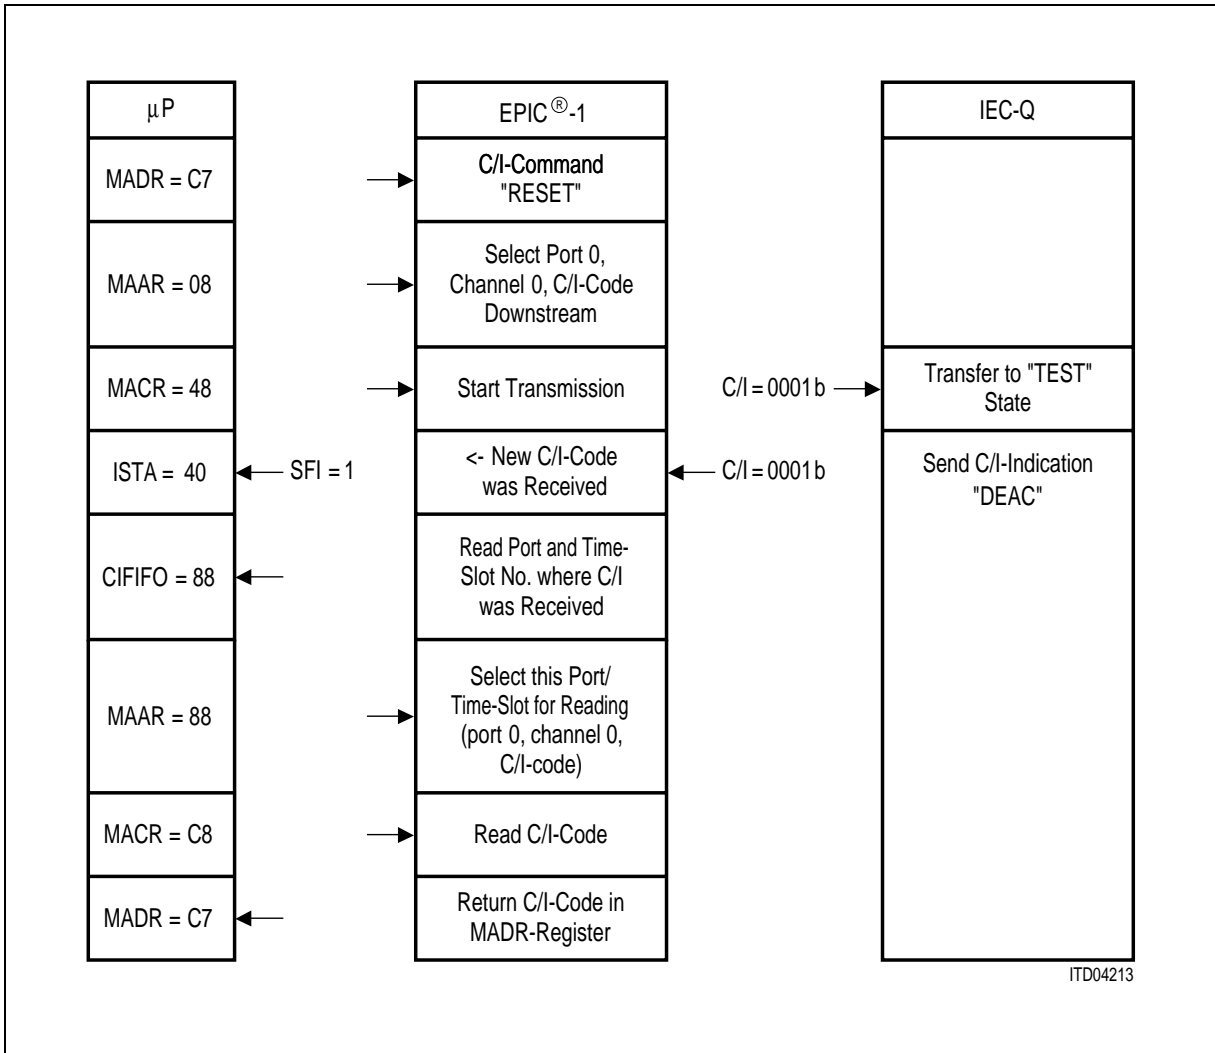 μP
EPIC®-1
IEC-Q
MADR = C7
C/I-Command
"RESET"
MAAR = 08
Select Port 0,
Channel 0, C/I-Code
Downstream
MACR = 48
Start Transmission
C/I = 0001b
Transfer to "TEST"
State
ISTA = 40
SFI = 1
<- New C/I-Code
was Received
C/I = 0001b
Send C/I-Indication
"DEAC"
CIFIFO = 88
Read Port and Time-
Slot No. where C/I
was Received
MAAR = 88
Select this Port/
Time-Slot for Reading
(port 0, channel 0,
C/I-code)
MACR = C8
Read C/I-Code
MADR = C7
Return C/I-Code in
MADR-Register
ITD04213